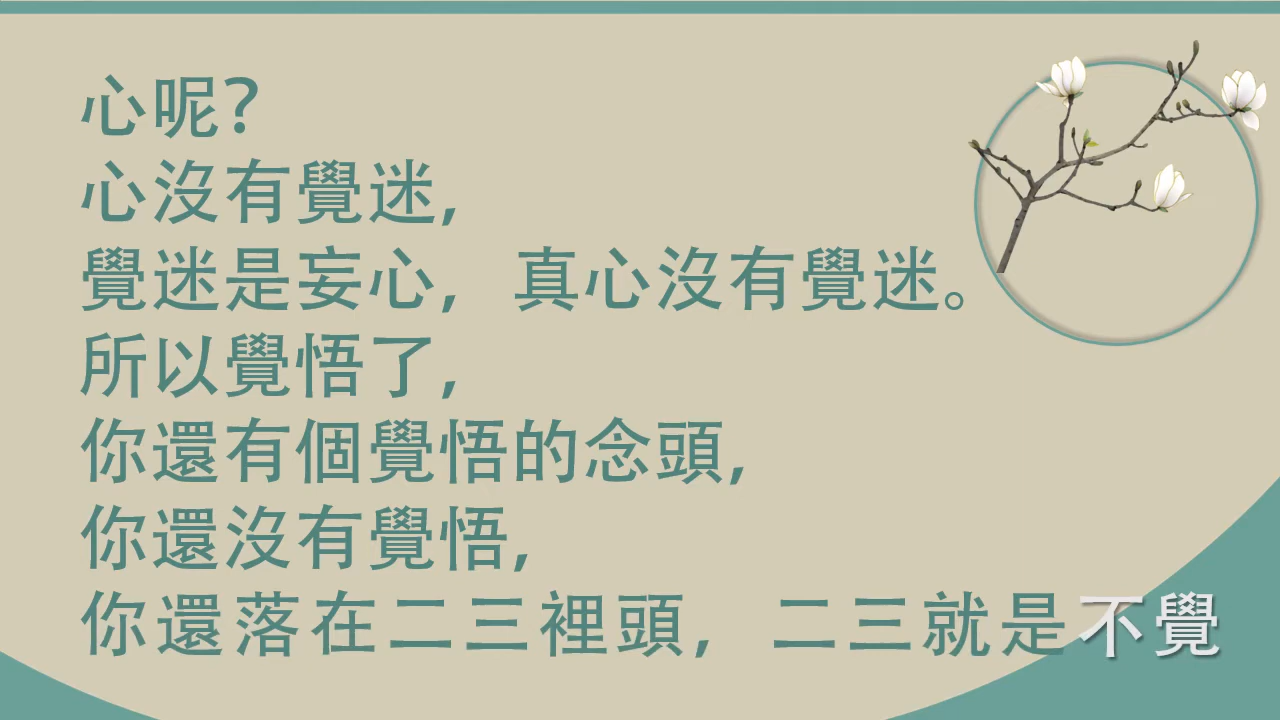 心呢？
心沒有覺迷，
覺迷是妄心，真心沒有覺迷。
所以覺悟了，
你還有個覺悟的念頭，
你還沒有覺悟，
你還落在二三裡頭，二三就是不覺